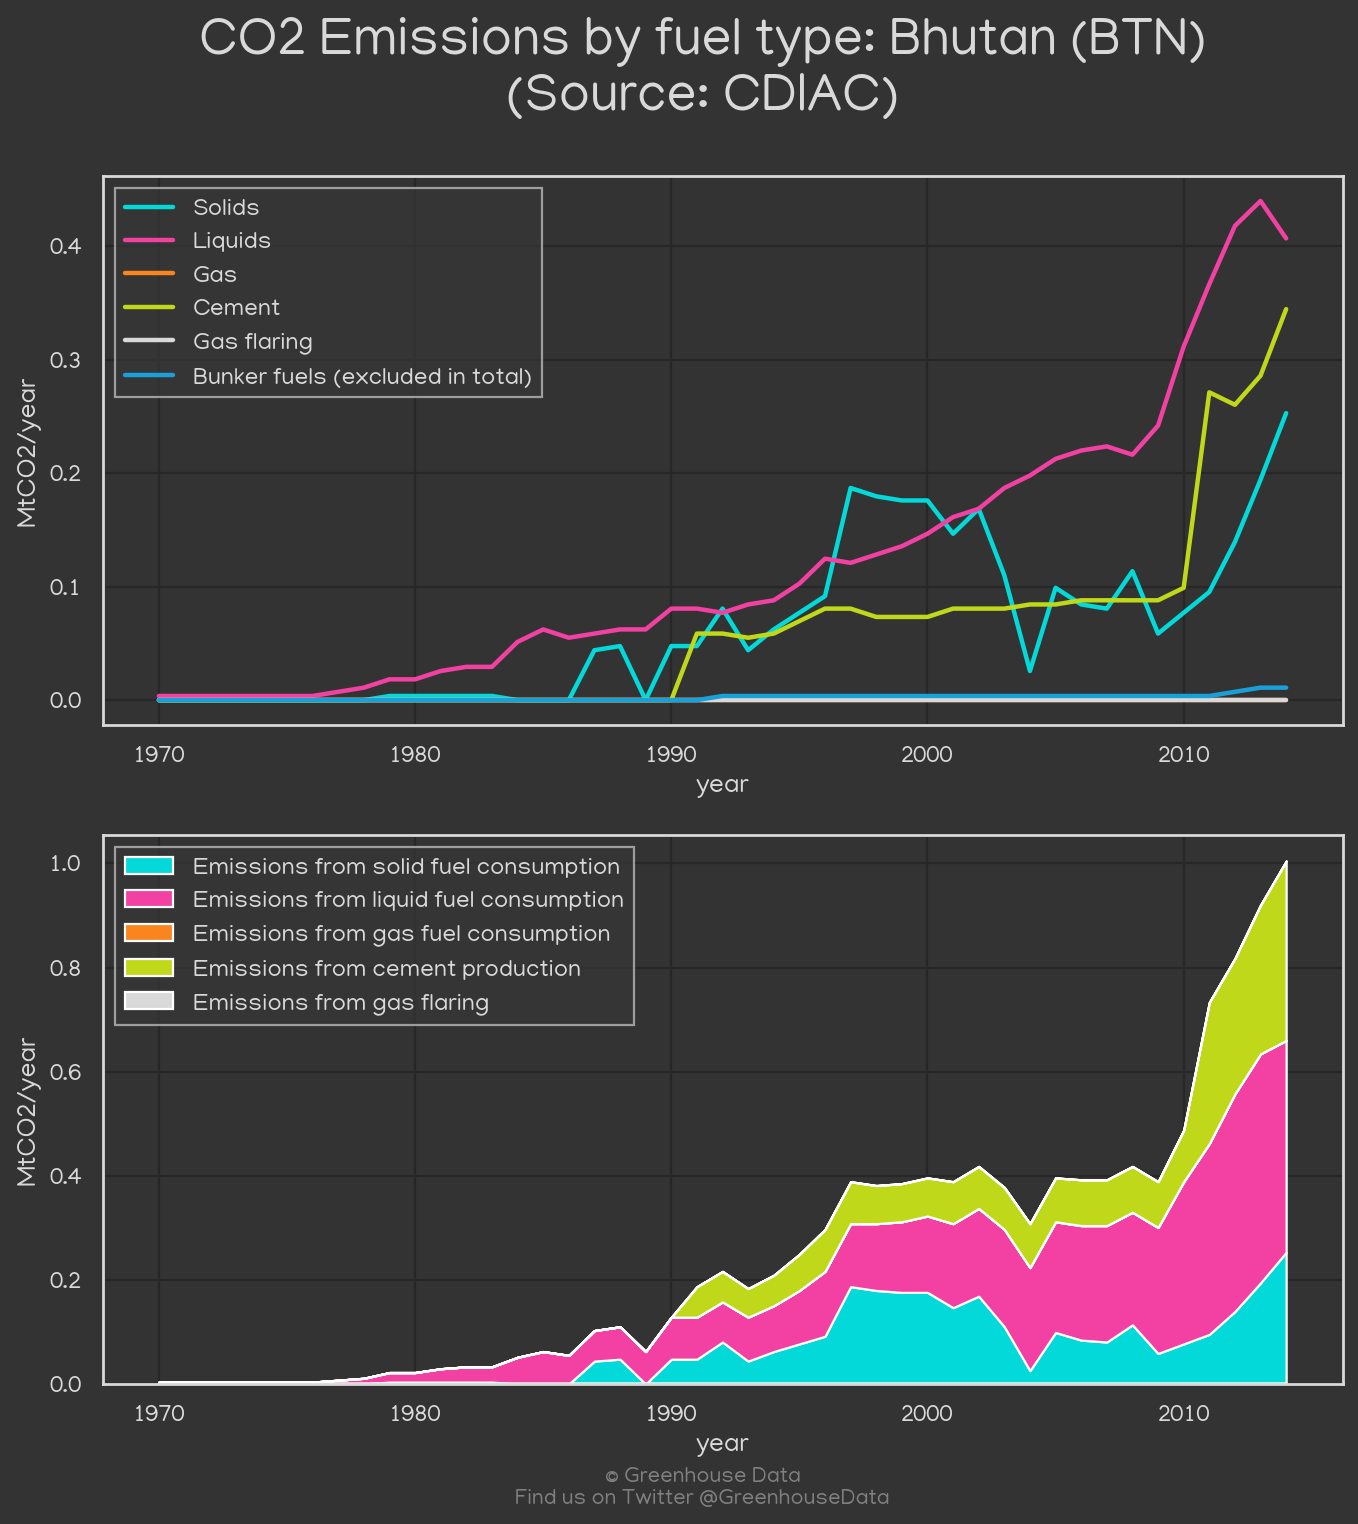 CO2 Emissions by fuel type: Bhutan (BTN)
(Source: CDIAC)
Solids
Liquids
Gas
Cement
Gas flaring
Bunker fuels (excluded in total)
MtCO2/year
0.4
0.3
0.2
0.1
0.0
1970 1980 1990 2000 2010
year
Emissions from solid fuel consumption
Emissions from liquid fuel consumption
Emissions from gas fuel consumption
Emissions from cement production
Emissions from gas flaring
MtCO2/year
1.0
0.8
0.6
0.4
0.2
0.0
1970 1980 1990 2000 2010
year
© Greenhouse Data
Find us on Twitter @GreenhouseData